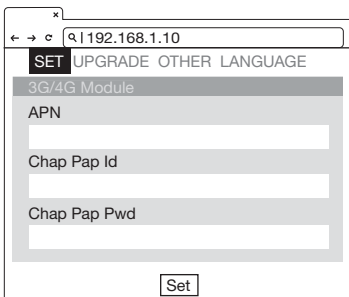 192.168.1.10
SET UPGRADE OTHER LANGUAGE
3G/4G Module
APN
Chap Pap Id
Chap Pap Pwd
Set